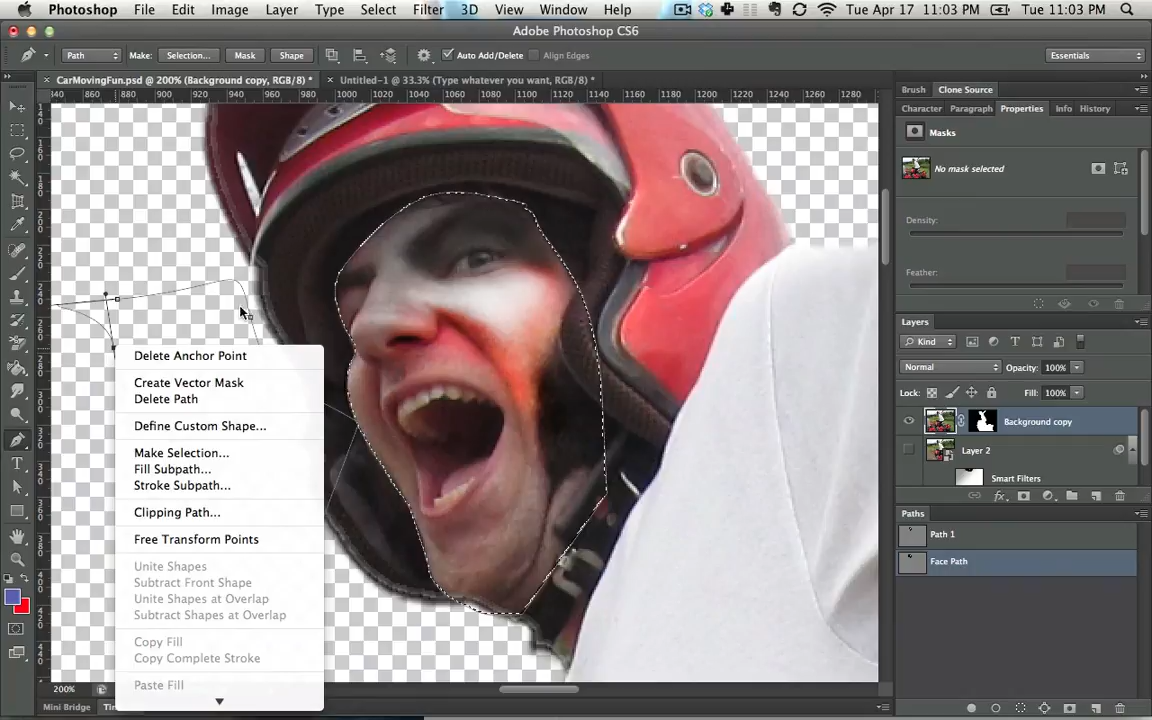 Photoshop File Edit Image Layer Type Select Filter 3D View Window Help Tue Apr 17 11:03 PM Tue 11:03 PM
Adobe Photoshop CS6
Path Make: Selection... Mask Shape Auto Add/Delete Align Edges Essentials
CarMovingFun.psd @ 200% (Background copy, RGB/8) * Untitled-1 @ 33.3% (Type whatever you want, RGB/8) *
840 860 880 900 920 940 960 980 1000 1020 1040 1060 1080 1100 1120 1140 1160 1180 1200 1220 1240 1260 1280
Brush Clone Source
Character Paragraph Properties Info History
Masks
No mask selected
Density:
Feather:
Layers
Kind
Normal Opacity: 100%
Lock: Fill: 100%
Background copy
Layer 2
Smart Filters
Paths
Path 1
Face Path
Delete Anchor Point
Create Vector Mask
Delete Path
Define Custom Shape...
Make Selection...
Fill Subpath...
Stroke Subpath...
Clipping Path...
Free Transform Points
Unite Shapes
Subtract Front Shape
Unite Shapes at Overlap
Subtract Shapes at Overlap
Copy Fill
Copy Complete Stroke
Paste Fill
200%
Mini Bridge